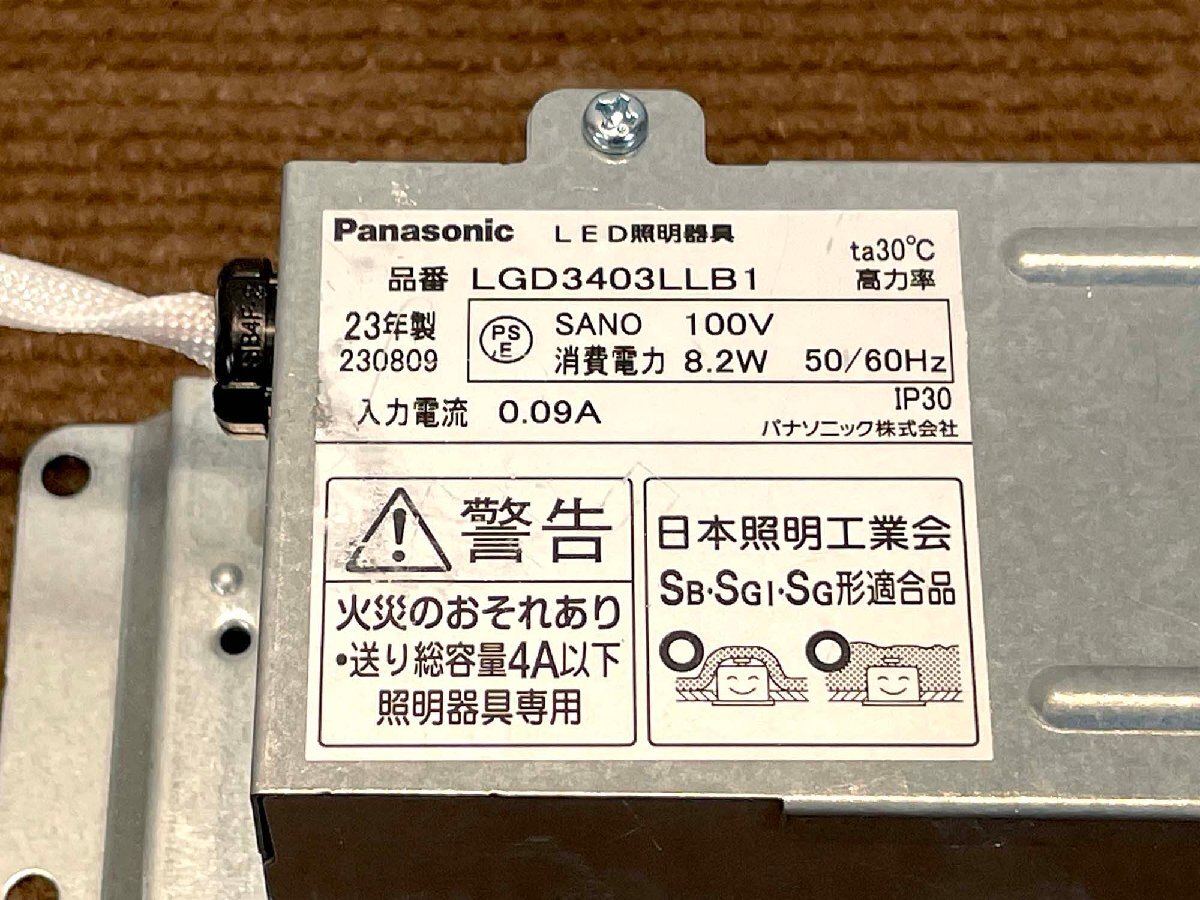 Panasonic LED照明器具
ta30℃
品番 LGD3403LLB1 高力率
23年製
230809
PS
E
SANO 100V
消費電力 8.2W 50/60Hz
入力電流 0.09A
IP30
パナソニック株式会社
警告
火災のおそれあり
・送り総容量4A以下
照明器具専用
日本照明工業会
SB・SGI・SG形適合品